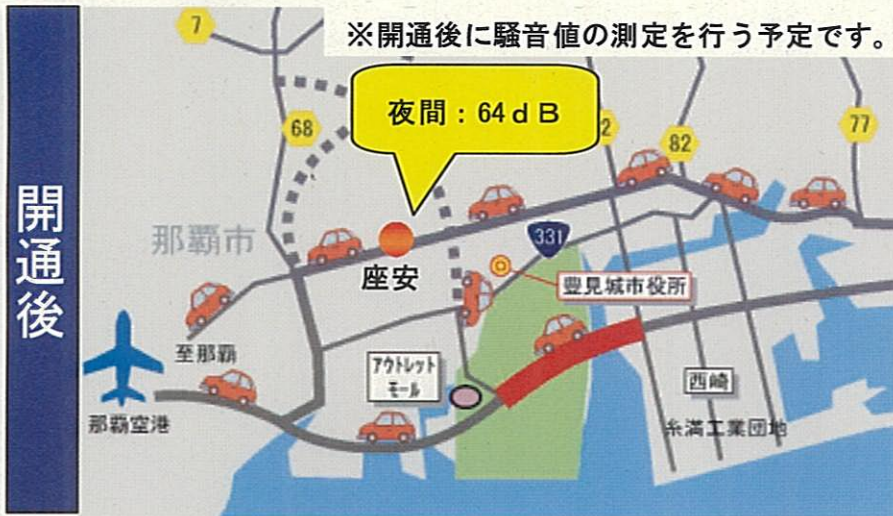 ※開通後に騒音値の測定を行う予定です。
開通後
7
夜間：64dB
68
2
82
77
那覇市
331
座安
豊見城市役所
至那覇
アウトレット
モール
西崎
那覇空港
糸満工業団地